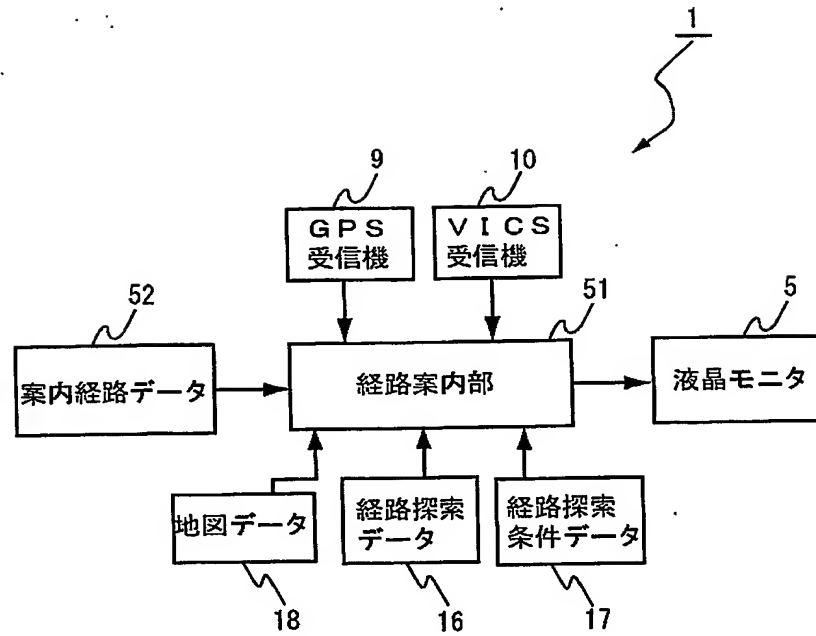 1
9
10
ＧＰＳ
受信機
ＶＩＣＳ
受信機
52
51
5
案内経路データ
経路案内部
液晶モニタ
地図データ
経路探索
データ
経路探索
条件データ
18
16
17